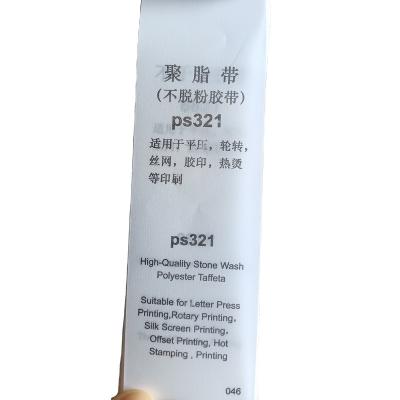 聚脂带
（不脱粉胶带）
ps321
适用于平压，轮转，
丝网，胶印，热烫
等印刷
ps321
High-Quality Stone Wash
Polyester Taffeta
Suitable for Letter Press
Printing,Rotary Printing,
Silk Screen Printing,
Offset Printing, Hot
Stamping , Printing
046